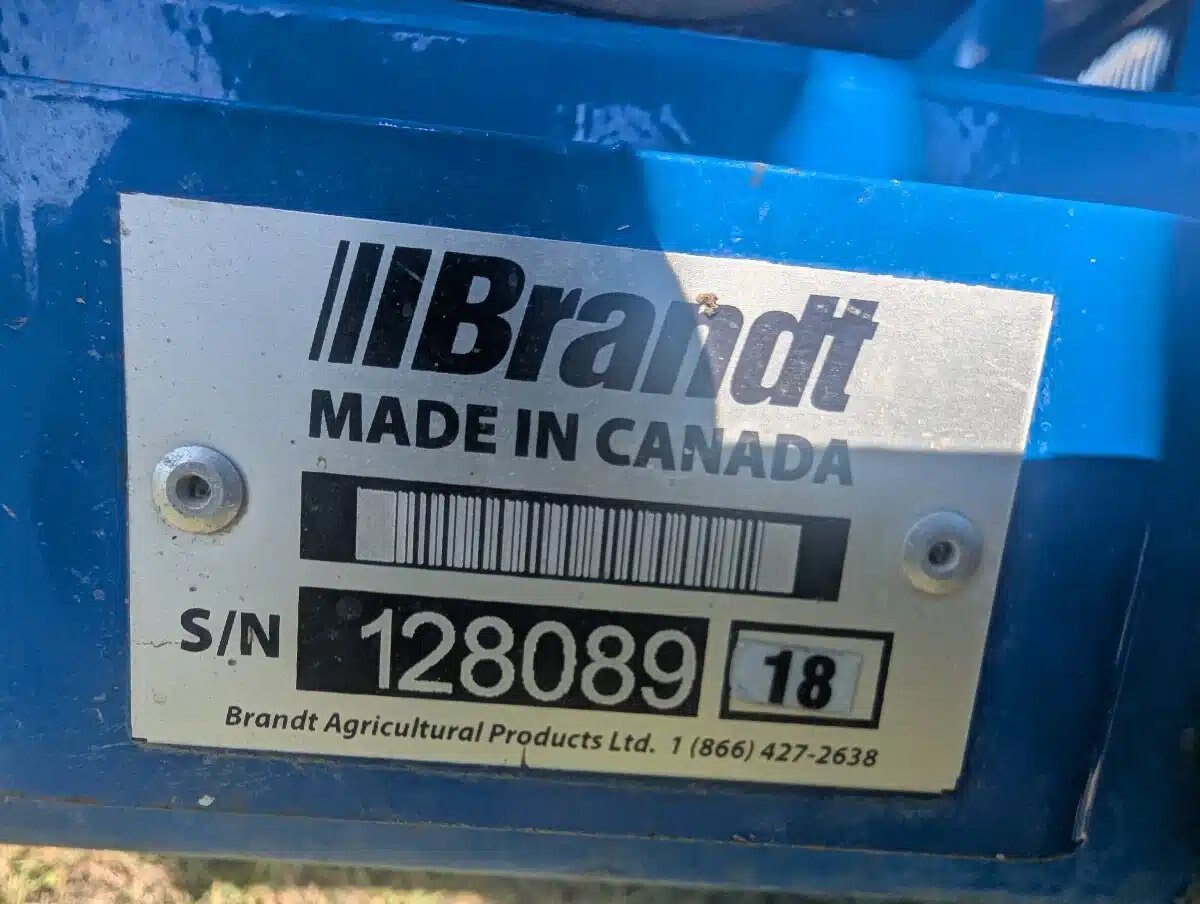 Brandt
MADE IN CANADA
S/N 128089 18
Brandt Agricultural Products Ltd. 1 (866) 427-2638